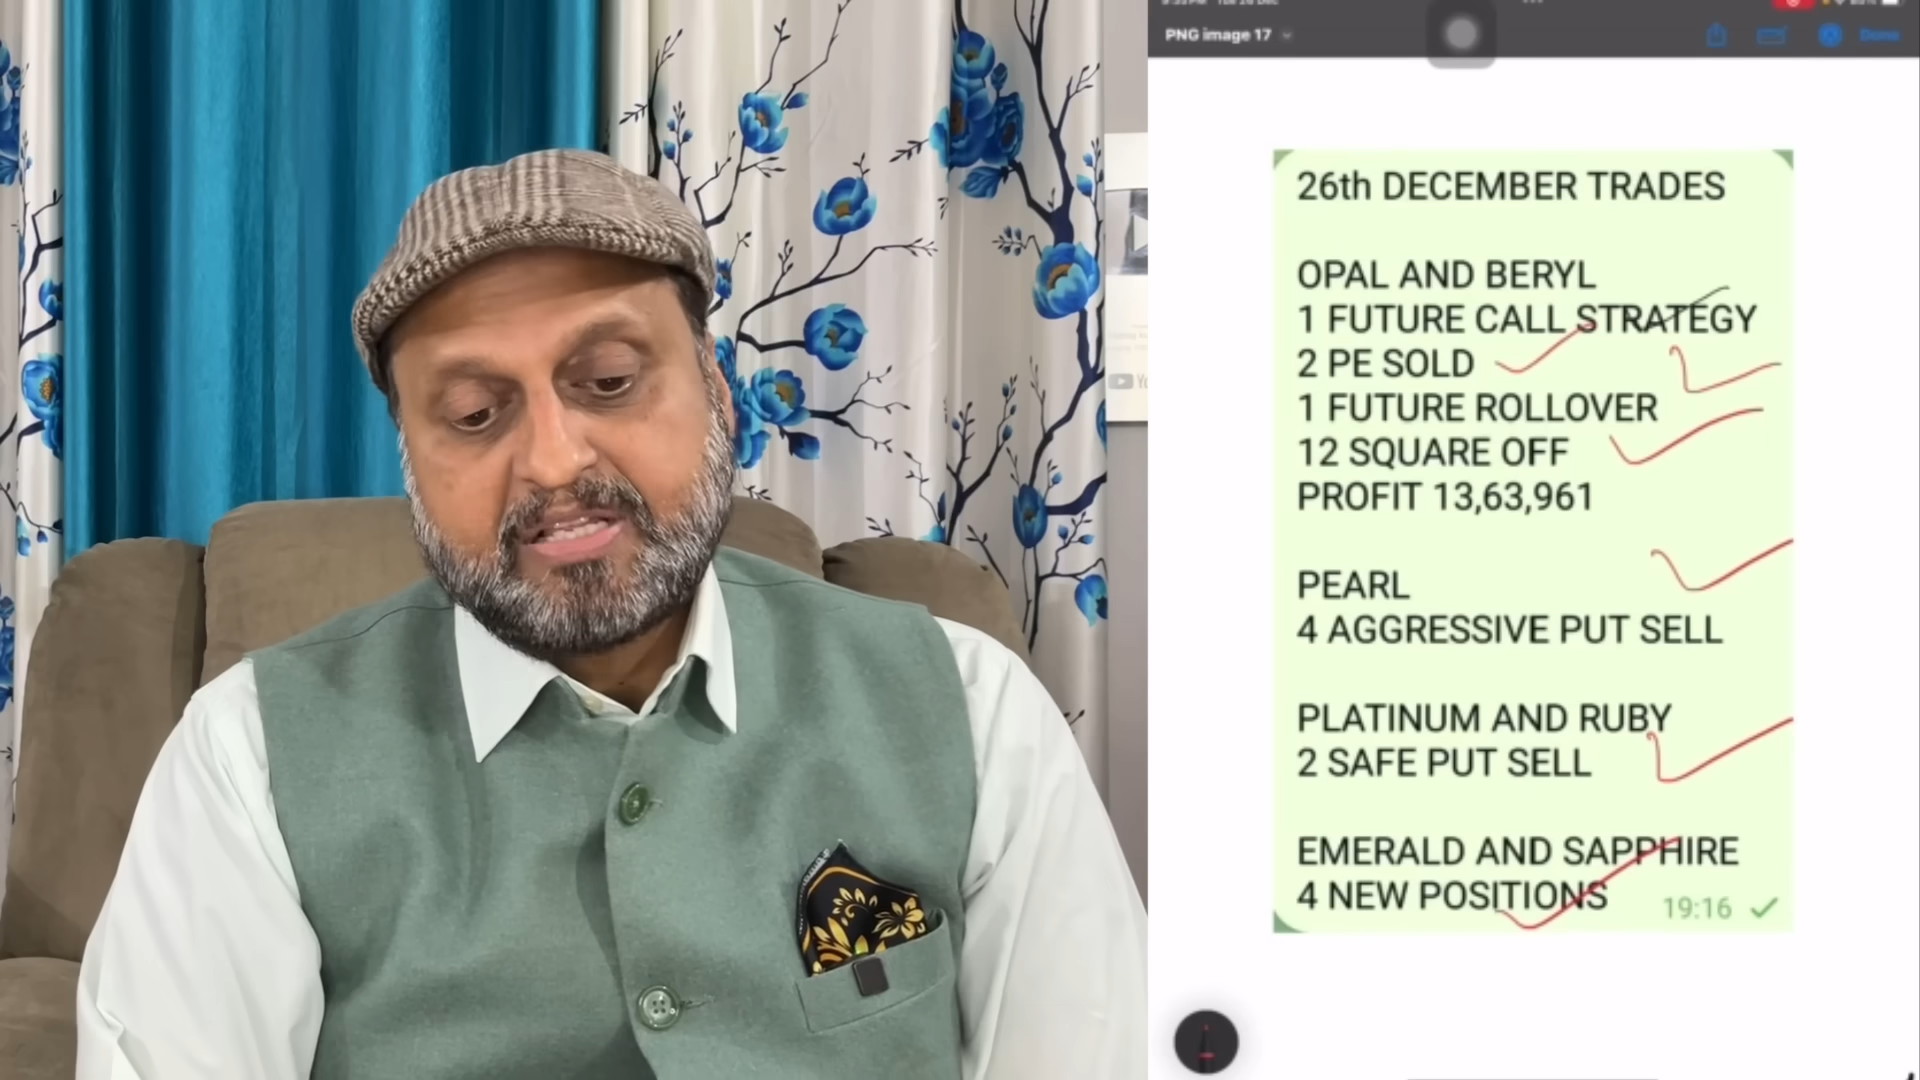 PNG image 17
Done
26th DECEMBER TRADES
OPAL AND BERYL
1 FUTURE CALL STRATEGY
2 PE SOLD
1 FUTURE ROLLOVER
12 SQUARE OFF
PROFIT 13,63,961
PEARL
4 AGGRESSIVE PUT SELL
PLATINUM AND RUBY
2 SAFE PUT SELL
EMERALD AND SAPPHIRE
4 NEW POSITIONS
19:16